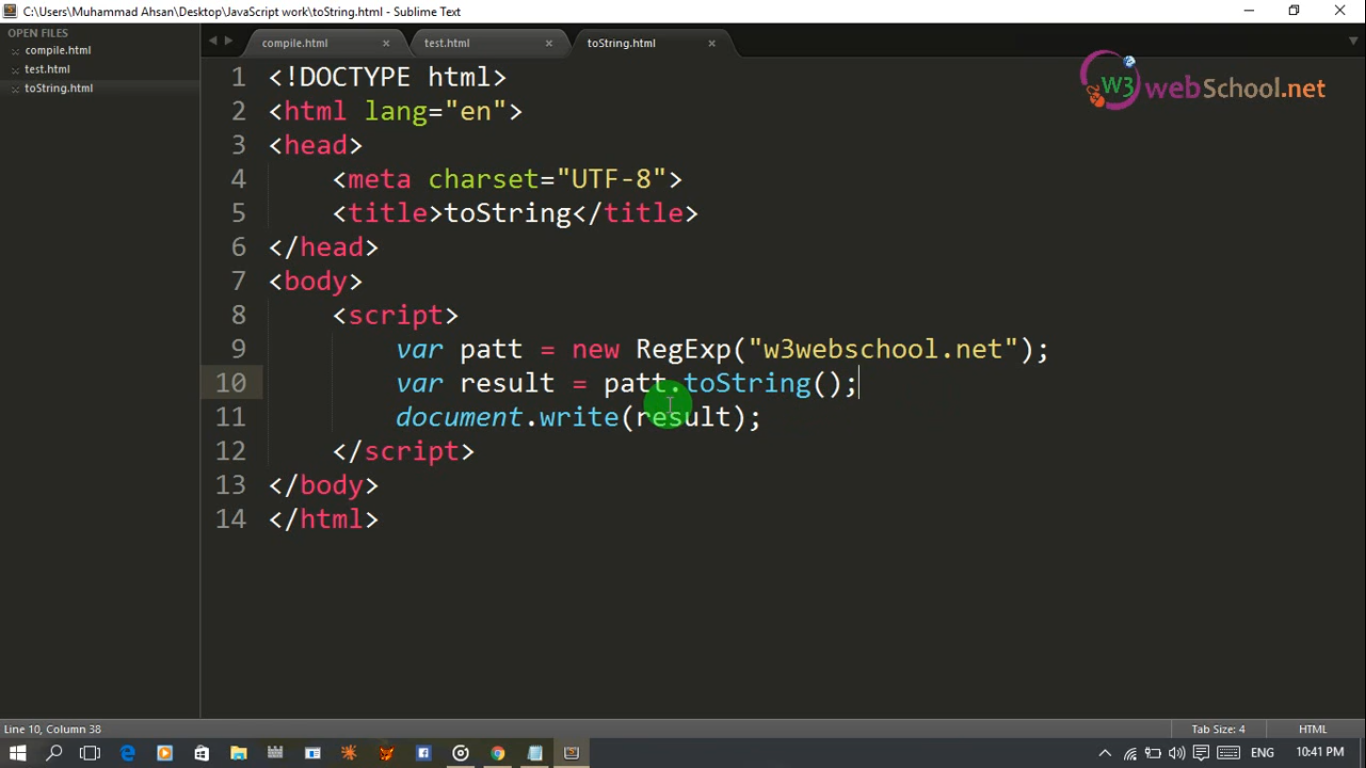 C:\Users\Muhammad Ahsan\Desktop\JavaScript work\toString.html - Sublime Text
OPEN FILES
compile.html
test.html
toString.html
compile.html test.html toString.html
W3 webSchool.net
1 <!DOCTYPE html>
2 <html lang="en">
3 <head>
4 <meta charset="UTF-8">
5 <title>toString</title>
6 </head>
7 <body>
8 <script>
9 var patt = new RegExp("w3webschool.net");
10 var result = patt.toString();
11 document.write(result);
12 </script>
13 </body>
14 </html>
Line 10, Column 38
Tab Size: 4
HTML
ENG
10:41 PM